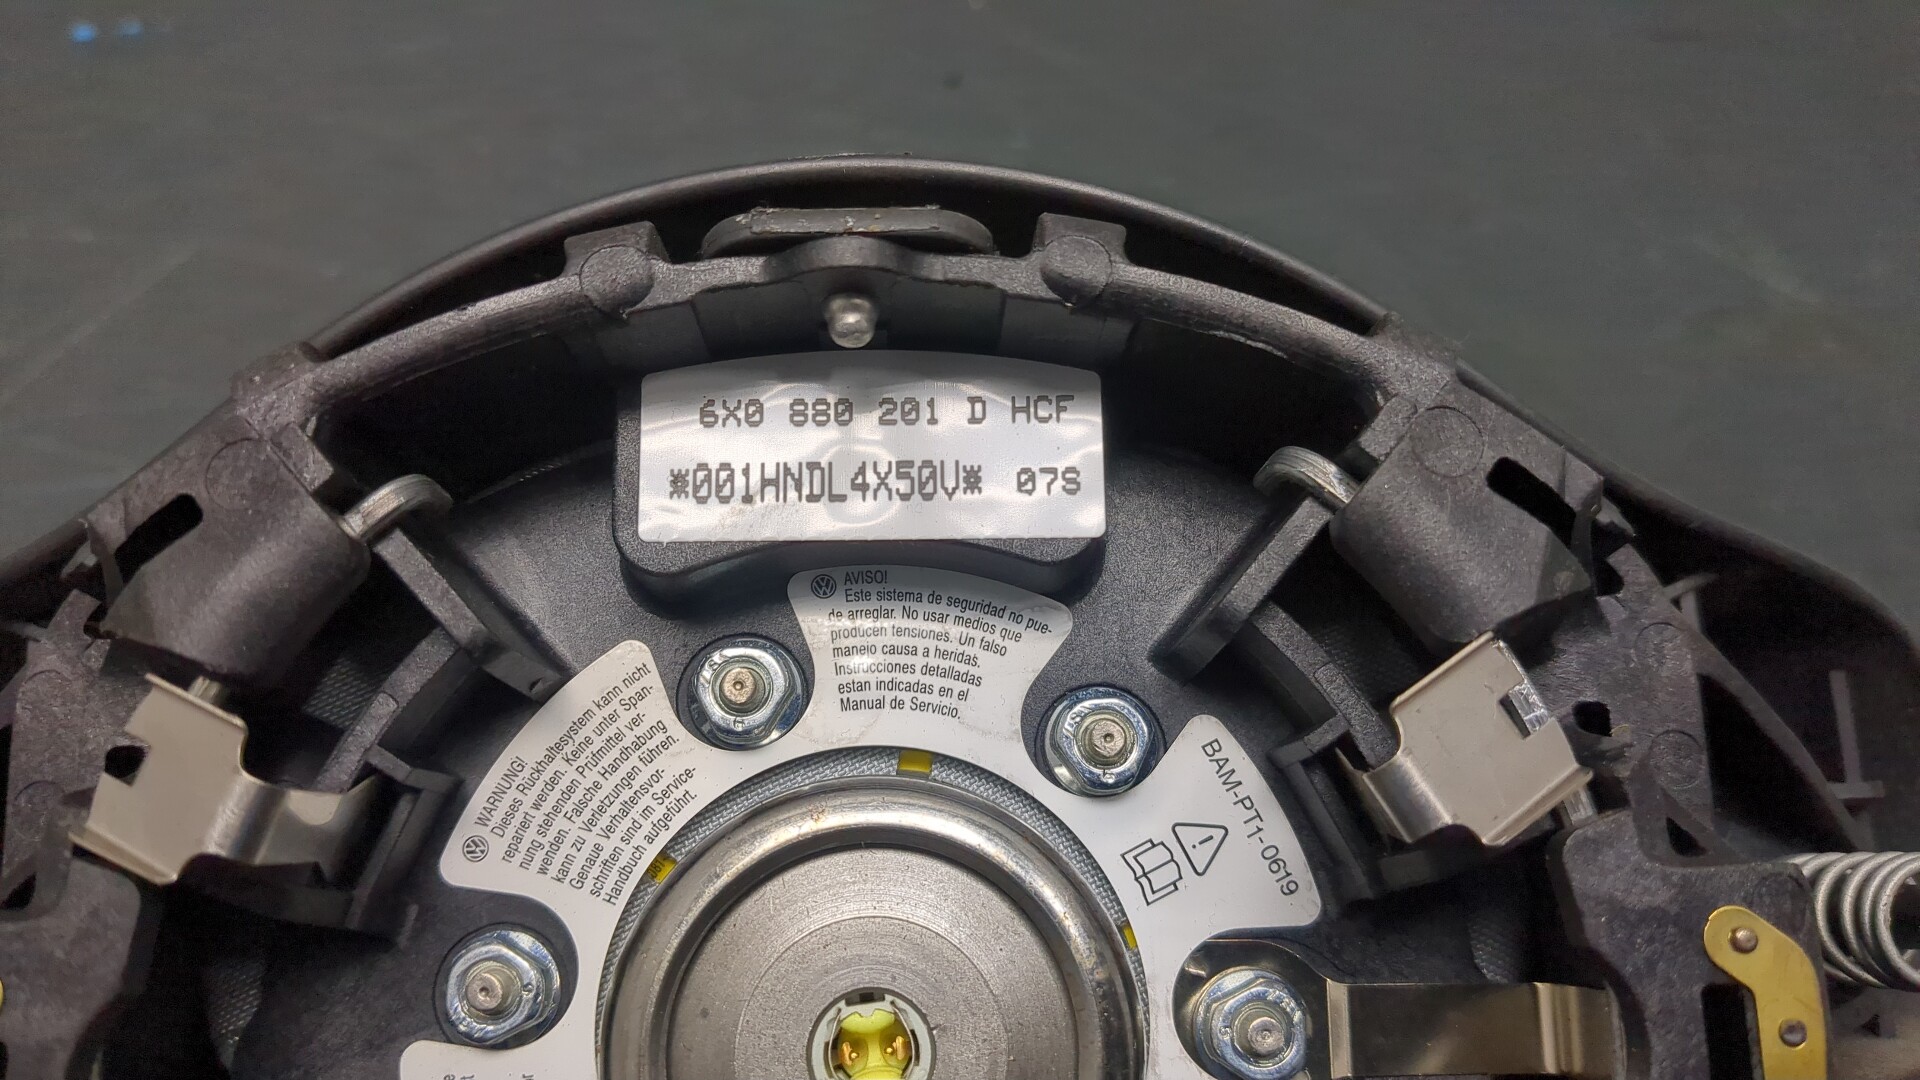 6X0 880 201 D HCF
*001HNDL4X50V* 07S
AVISO!
Este sistema de seguridad no pue-
de arreglar. No usar medios que
producen tensiones. Un falso
manejo causa a heridas.
Instrucciones detalladas
estan indicadas en el
Manual de Servicio.
WARNUNG!
Dieses Rückhaltesystem kann nicht
repariert werden. Keine unter Span-
nung stehenden Prüfmittel ver-
wenden. Falsche Handhabung
kann zu Verletzungen führen.
Genaue Verhaltensvor-
schriften sind im Service-
Handbuch aufgeführt.
BAM-PT1-0619